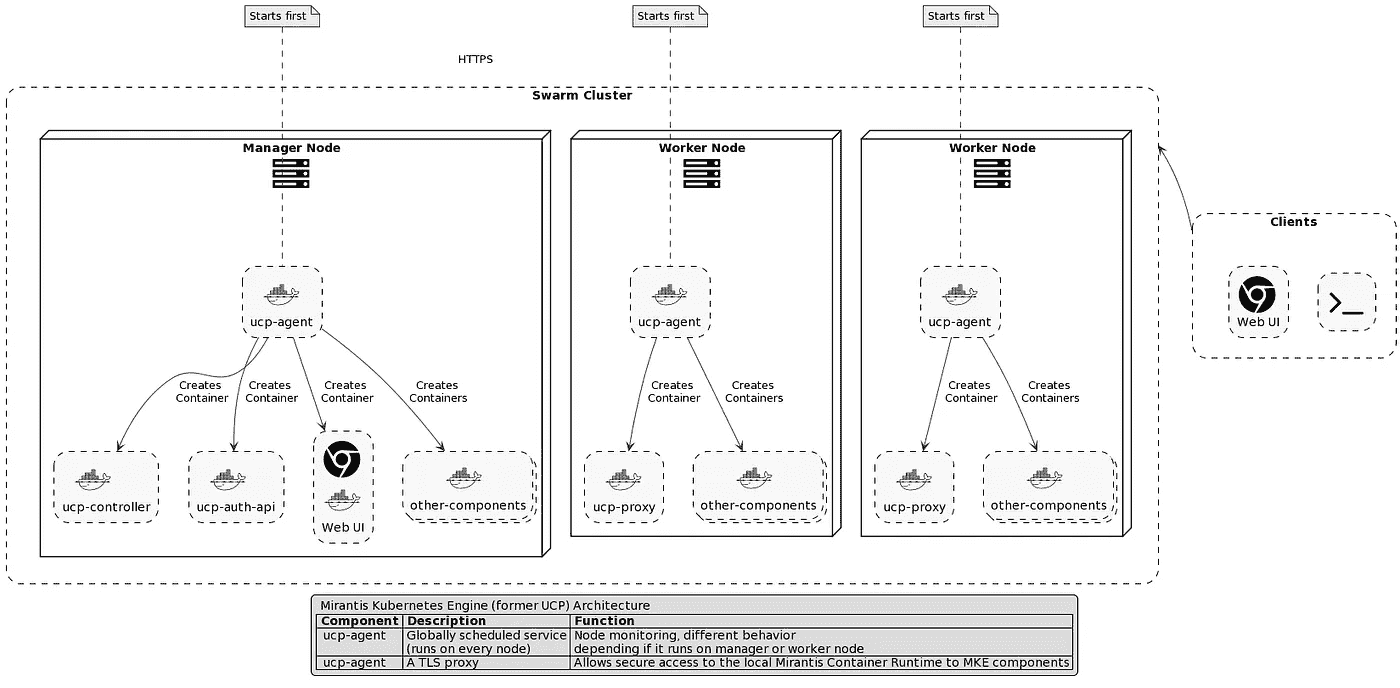 Starts first
Starts first
Starts first
HTTPS
Swarm Cluster
Manager Node
Worker Node
Worker Node
Clients
ucp-agent
ucp-agent
ucp-agent
Web UI
Creates
Container
Creates
Container
Creates
Container
Creates
Containers
Creates
Container
Creates
Containers
Creates
Container
Creates
Containers
ucp-controller
ucp-auth-api
Web UI
other-components
ucp-proxy
other-components
ucp-proxy
other-components
Mirantis Kubernetes Engine (former UCP) Architecture
Component Description Function
ucp-agent Globally scheduled service Node monitoring, different behavior
(runs on every node) depending if it runs on manager or worker node
ucp-agent A TLS proxy Allows secure access to the local Mirantis Container Runtime to MKE components